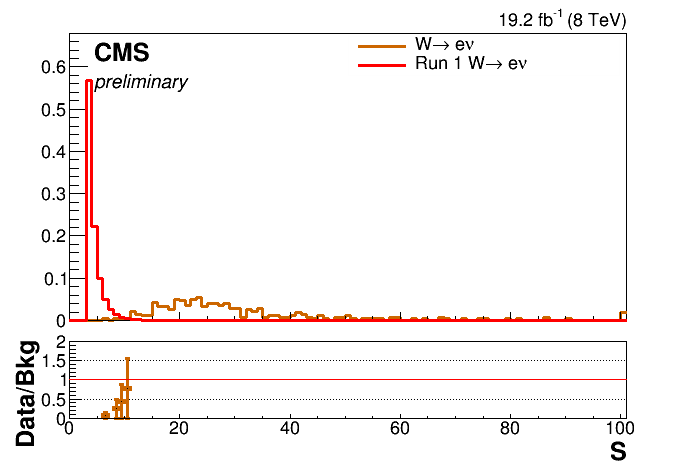 19.2 fb⁻¹ (8 TeV)
CMS
preliminary
W→ eν
Run 1 W→ eν
0.6
0.5
0.4
0.3
0.2
0.1
0
2
1.5
1
0.5
0
Data/Bkg
0 20 40 60 80 100
S